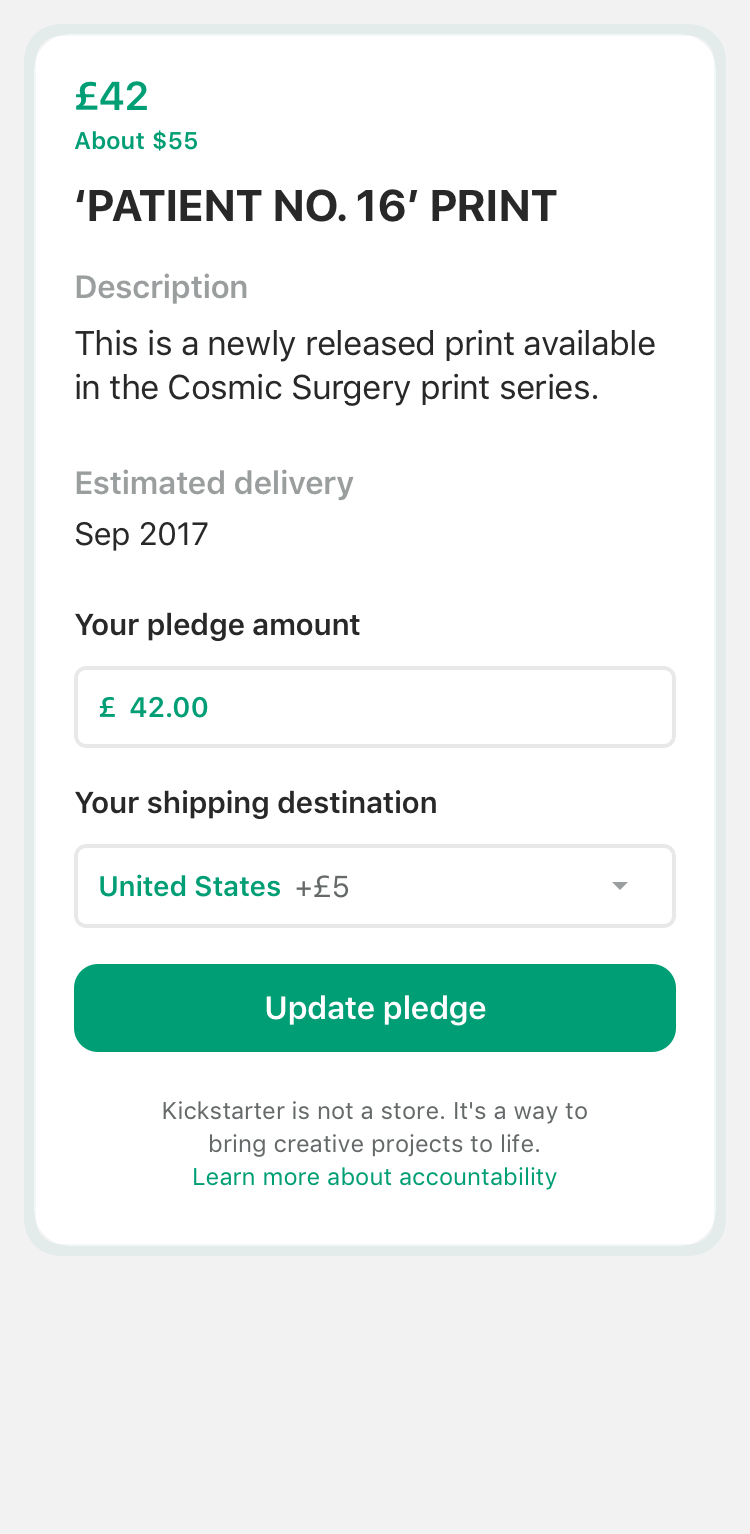 £42
About $55
‘PATIENT NO. 16’ PRINT
Description
This is a newly released print available
in the Cosmic Surgery print series.
Estimated delivery
Sep 2017
Your pledge amount
£ 42.00
Your shipping destination
United States +£5
Update pledge
Kickstarter is not a store. It's a way to
bring creative projects to life.
Learn more about accountability